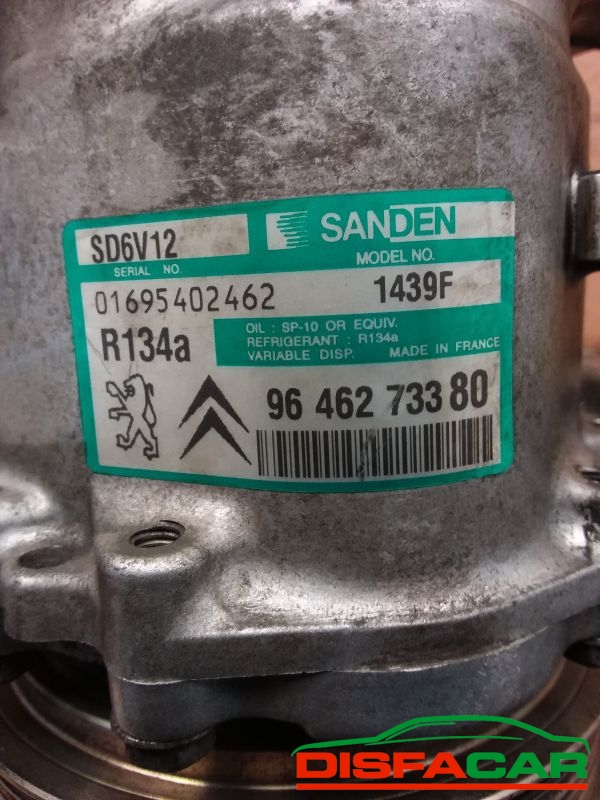 SD6V12
SANDEN
SERIAL NO.
MODEL NO.
01695402462
1439F
R134a
OIL : SP-10 OR EQUIV.
REFRIGERANT : R134a
VARIABLE DISP. MADE IN FRANCE
96 462 733 80
DISFACAR